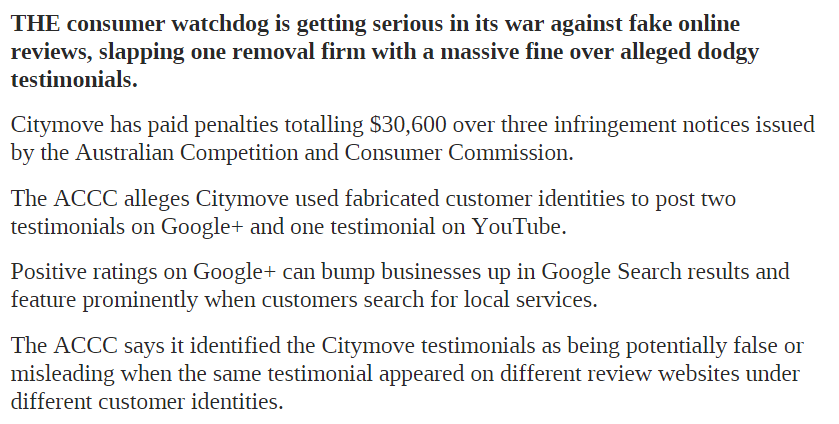 THE consumer watchdog is getting serious in its war against fake online
reviews, slapping one removal firm with a massive fine over alleged dodgy
testimonials.
Citymove has paid penalties totalling $30,600 over three infringement notices issued
by the Australian Competition and Consumer Commission.
The ACCC alleges Citymove used fabricated customer identities to post two
testimonials on Google+ and one testimonial on YouTube.
Positive ratings on Google+ can bump businesses up in Google Search results and
feature prominently when customers search for local services.
The ACCC says it identified the Citymove testimonials as being potentially false or
misleading when the same testimonial appeared on different review websites under
different customer identities.